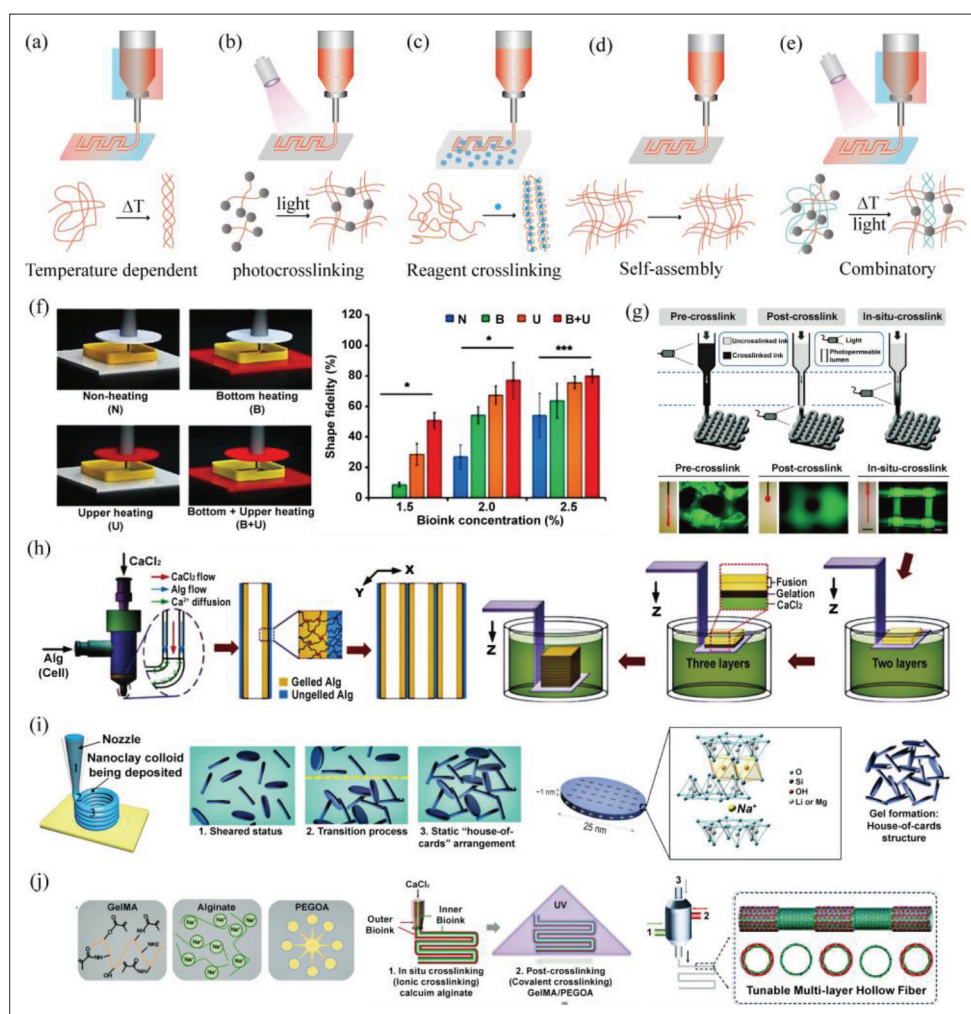 (a)
(b)
(c)
(d)
(e)
ΔT
light
ΔT
light
Temperature dependent
photocrosslinking
Reagent crosslinking
Self-assembly
Combinatory
(f)
Non-heating
(N)
Bottom heating
(B)
Upper heating
(U)
Bottom + Upper heating
(B+U)
Shape fidelity (%)
120
100
80
60
40
20
0
N B U B+U
*
*
***
1.5 2.0 2.5
Bioink concentration (%)
(g)
Pre-crosslink
Post-crosslink
In-situ-crosslink
Uncrosslinked ink
Crosslinked ink
Light
Photopermeable
lumen
Pre-crosslink
Post-crosslink
In-situ-crosslink
(h)
CaCl2
CaCl2 flow
Alg flow
Ca2+ diffusion
Alg
(Cell)
X
Y
Gelled Alg
Ungelled Alg
Z
Z
Fusion
Gelation
CaCl2
Three layers
Z
Two layers
(i)
Nozzle
Nanoclay colloid
being deposited
1
3
1. Sheared status
2. Transition process
3. Static "house-of-
cards" arrangement
~1 nm
25 nm
O
Si
OH
Li or Mg
Na+
Gel formation:
House-of-cards
structure
(j)
GelMA
Alginate
PEGOA
O
NH
NH2
OH
Na+
CaCl2
Outer
Bioink
Inner
Bioink
1. In situ crosslinking
(Ionic crosslinking)
calcuim alginate
UV
2. Post-crosslinking
(Covalent crosslinking)
GelMA/PEGOA
3
2
1
Tunable Multi-layer Hollow Fiber